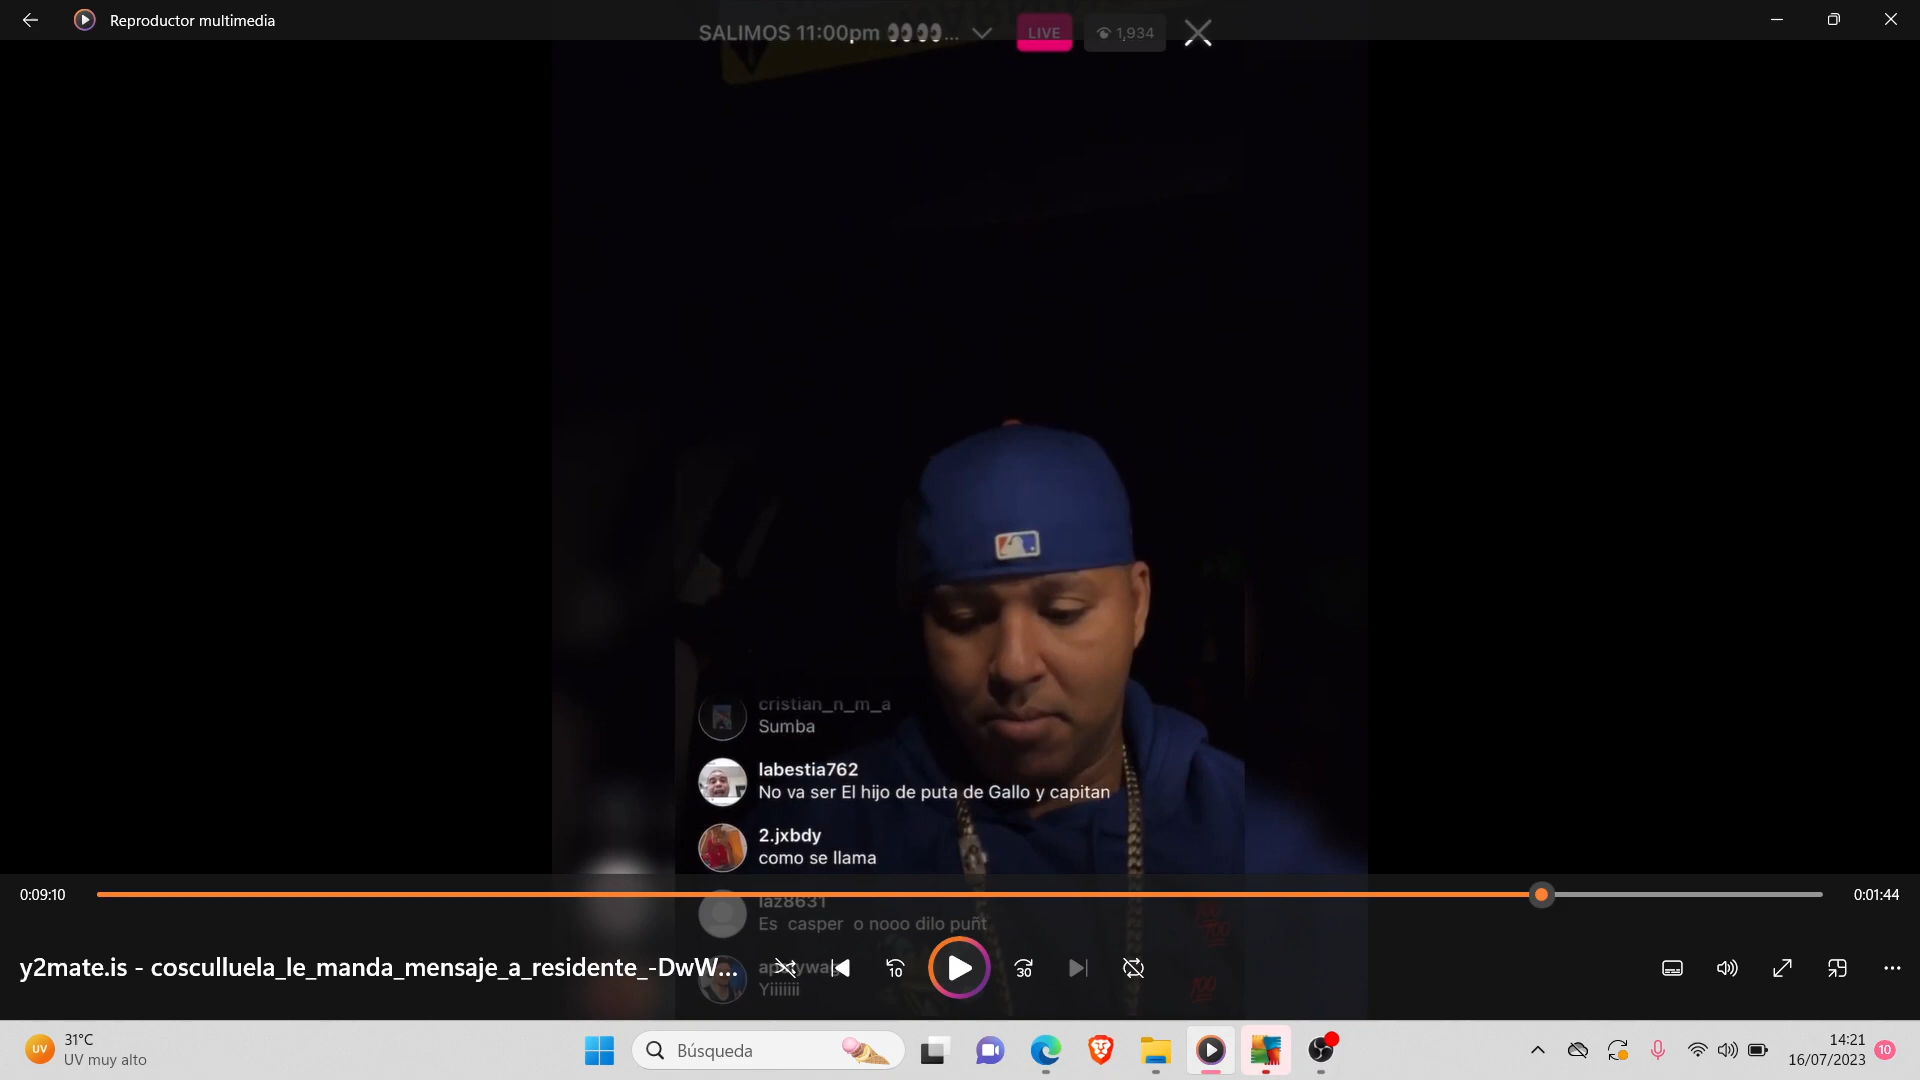 Reproductor multimedia
SALIMOS 11:00pm 👀👀...
LIVE
1,934
cristian_n_m_a
Sumba
labestia762
No va ser El hijo de puta de Gallo y capitan
2.jxbdy
como se llama
laz8631
Es casper o nooo dilo puñt
Yiiiiiii
💯
0:09:10
0:01:44
y2mate.is - cosculluela_le_manda_mensaje_a_residente_-DwW...
10
30
UV
31°C
UV muy alto
Búsqueda
14:21
16/07/2023
10